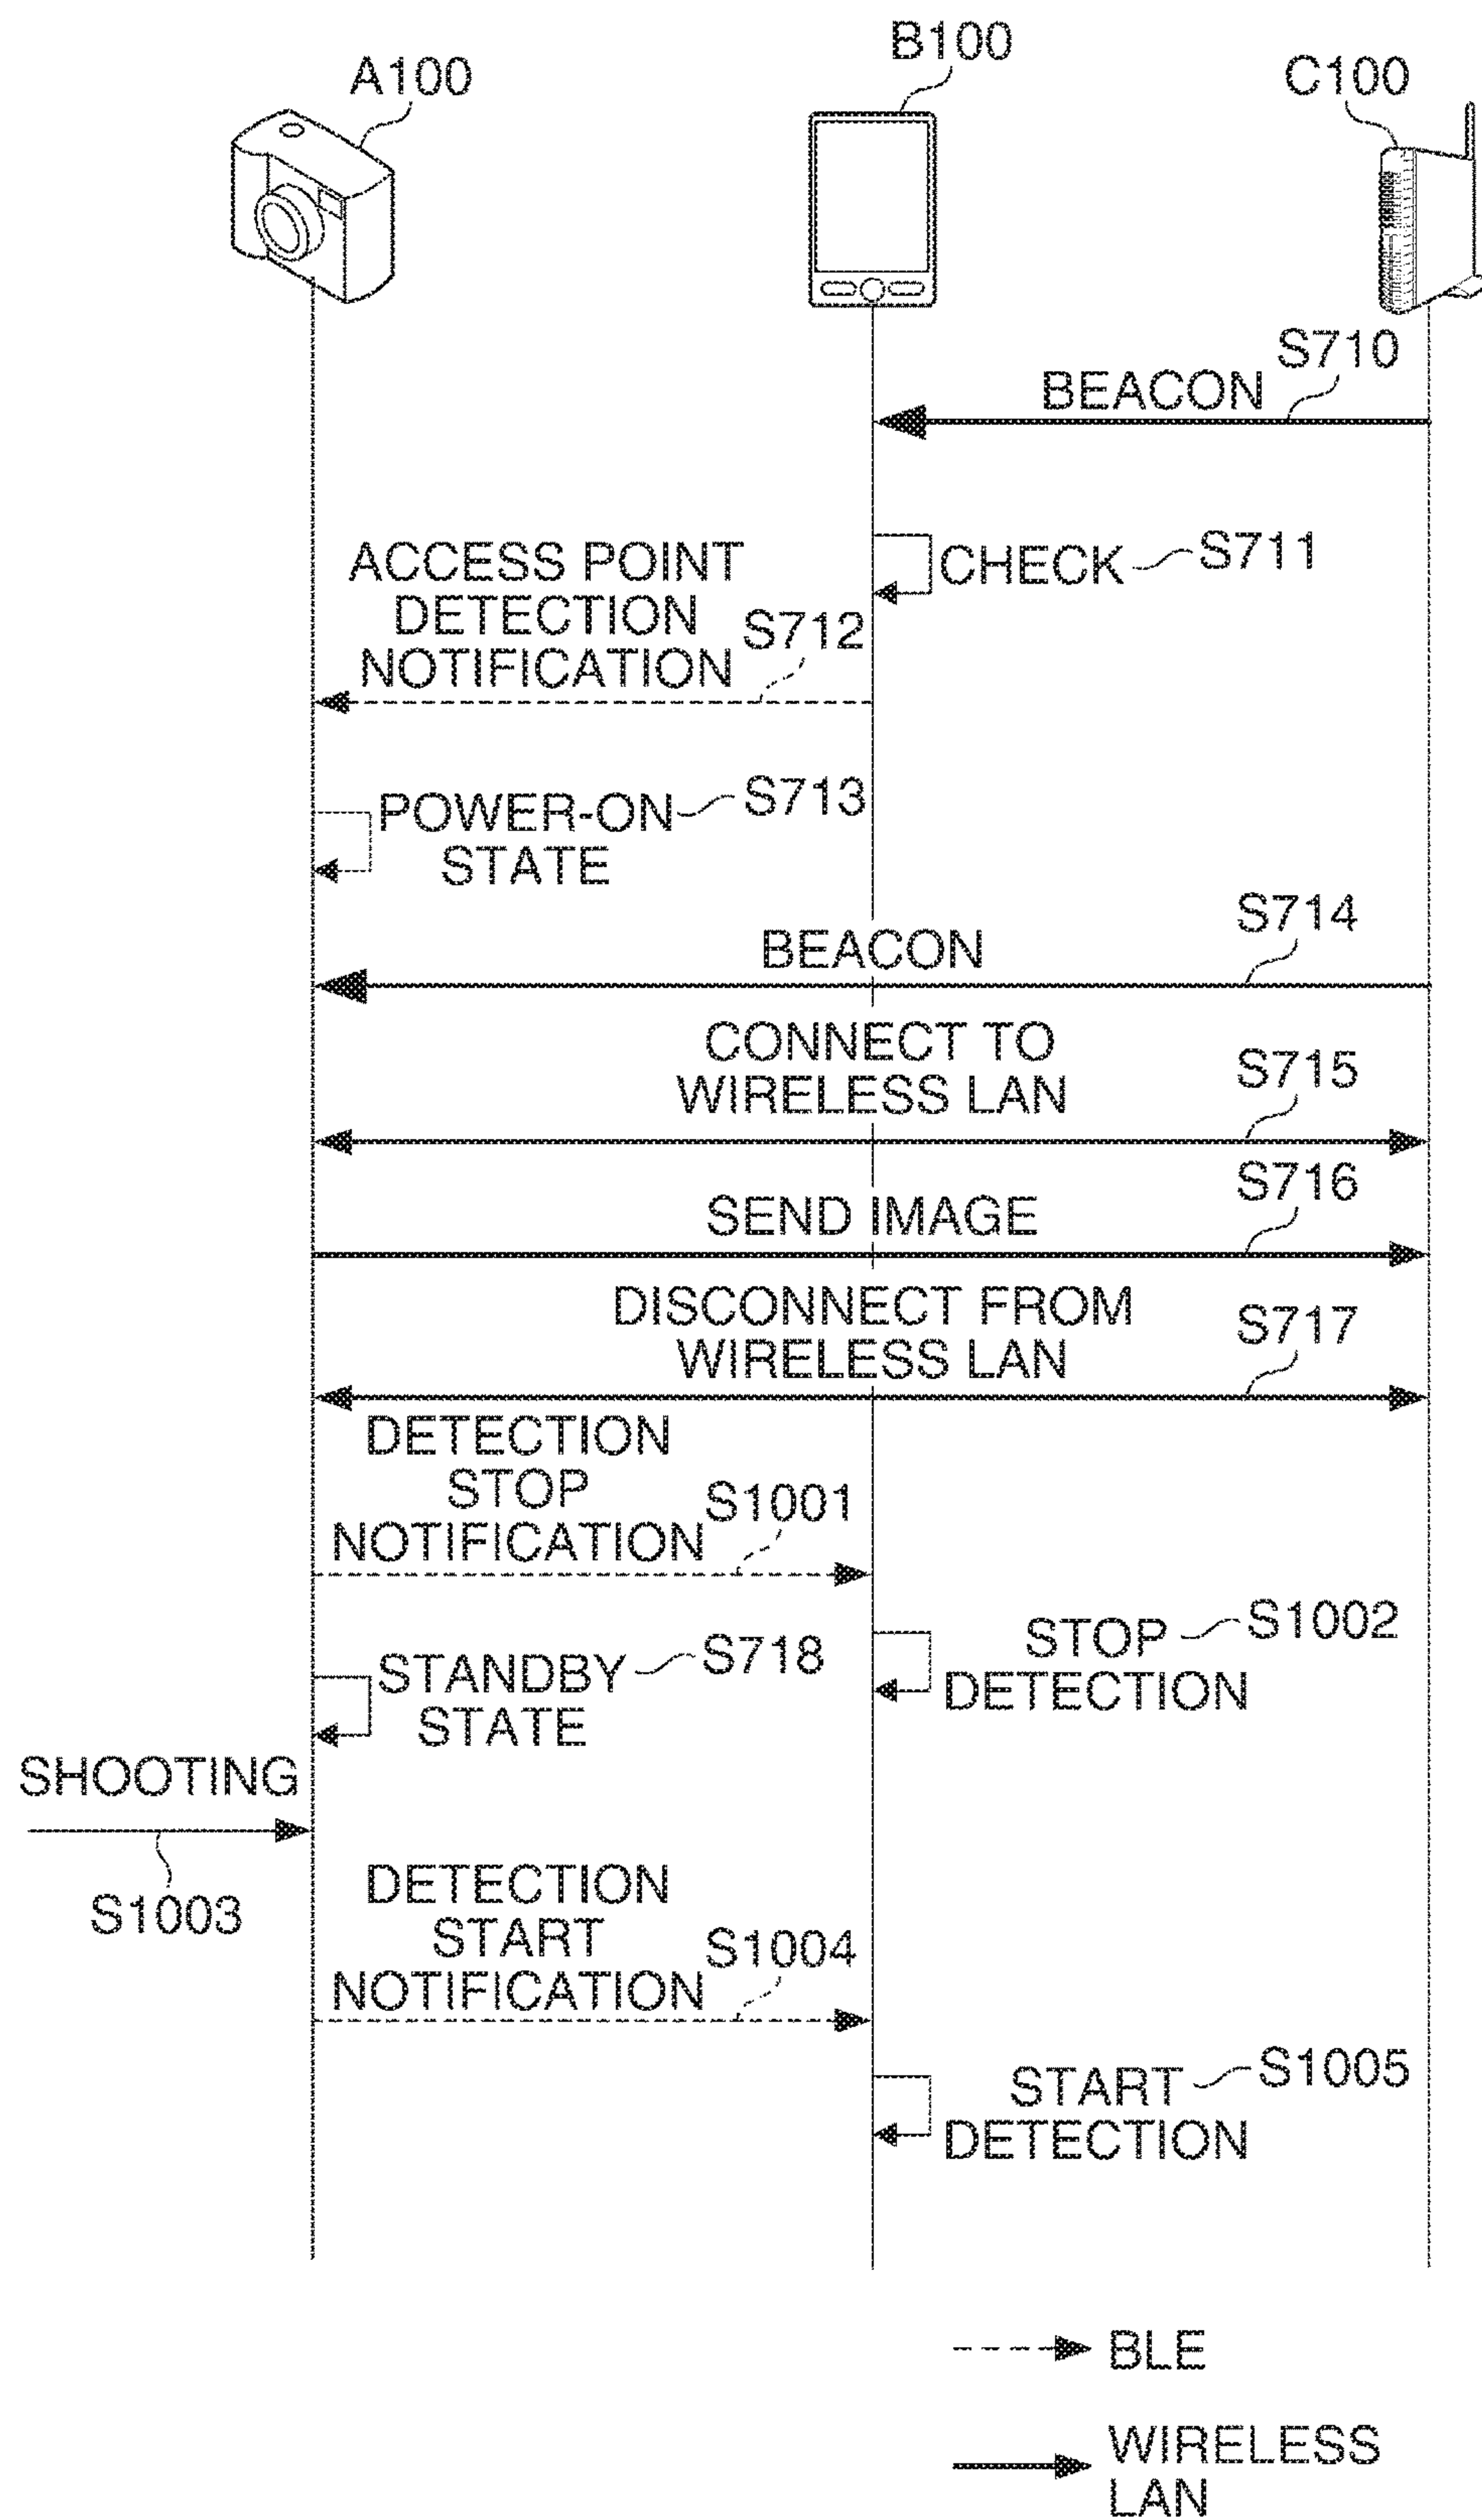 A100
B100
C100
S710
BEACON
CHECK
S711
ACCESS POINT
DETECTION
NOTIFICATION
S712
POWER-ON
STATE
S713
S714
BEACON
CONNECT TO
WIRELESS LAN
S715
S716
SEND IMAGE
DISCONNECT FROM
WIRELESS LAN
S717
DETECTION
STOP
NOTIFICATION
S1001
STOP
DETECTION
S1002
STANDBY
STATE
S718
SHOOTING
S1003
DETECTION
START
NOTIFICATION
S1004
START
DETECTION
S1005
BLE
WIRELESS
LAN